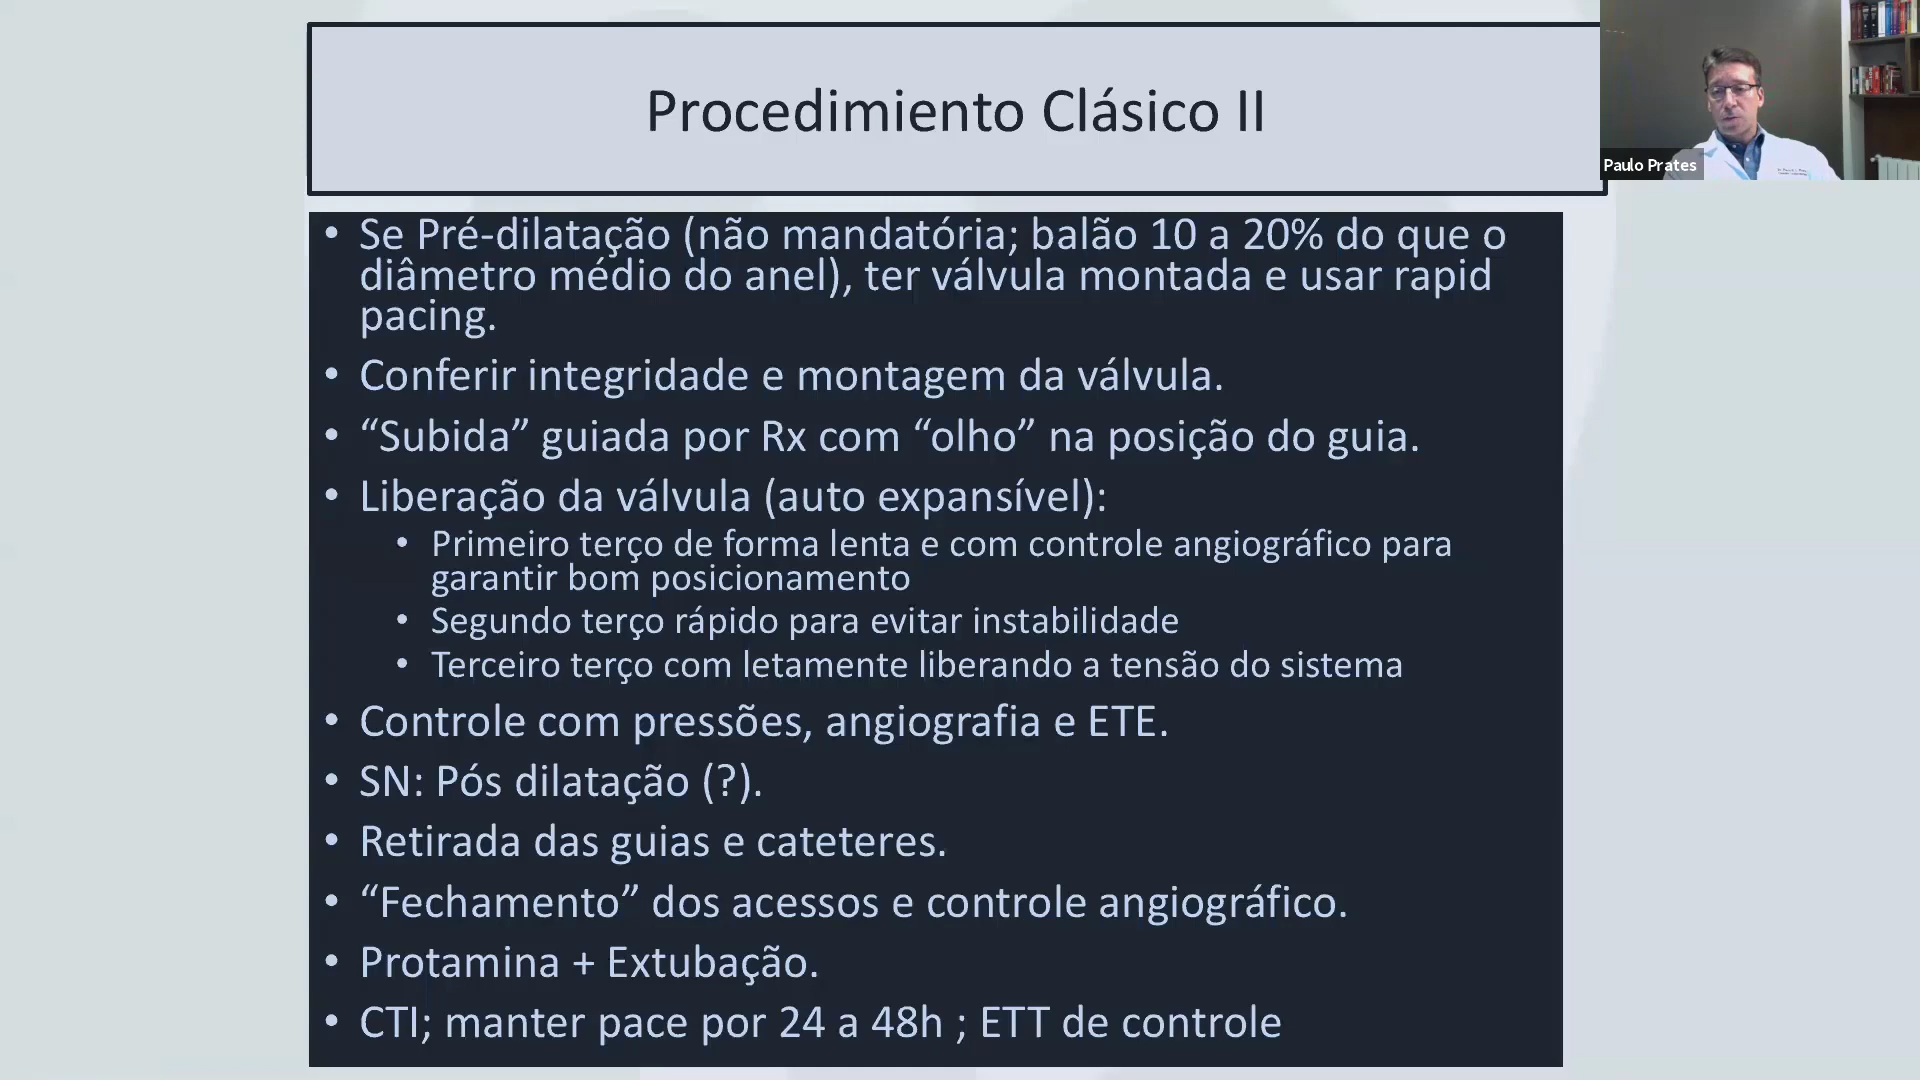 Procedimiento Clásico II
Paulo Prates
• Se Pré-dilatação (não mandatória; balão 10 a 20% do que o
diâmetro médio do anel), ter válvula montada e usar rapid
pacing.
• Conferir integridade e montagem da válvula.
• “Subida” guiada por Rx com “olho” na posição do guia.
• Liberação da válvula (auto expansível):
• Primeiro terço de forma lenta e com controle angiográfico para
garantir bom posicionamento
• Segundo terço rápido para evitar instabilidade
• Terceiro terço com letamente liberando a tensão do sistema
• Controle com pressões, angiografia e ETE.
• SN: Pós dilatação (?).
• Retirada das guias e cateteres.
• “Fechamento” dos acessos e controle angiográfico.
• Protamina + Extubação.
• CTI; manter pace por 24 a 48h ; ETT de controle